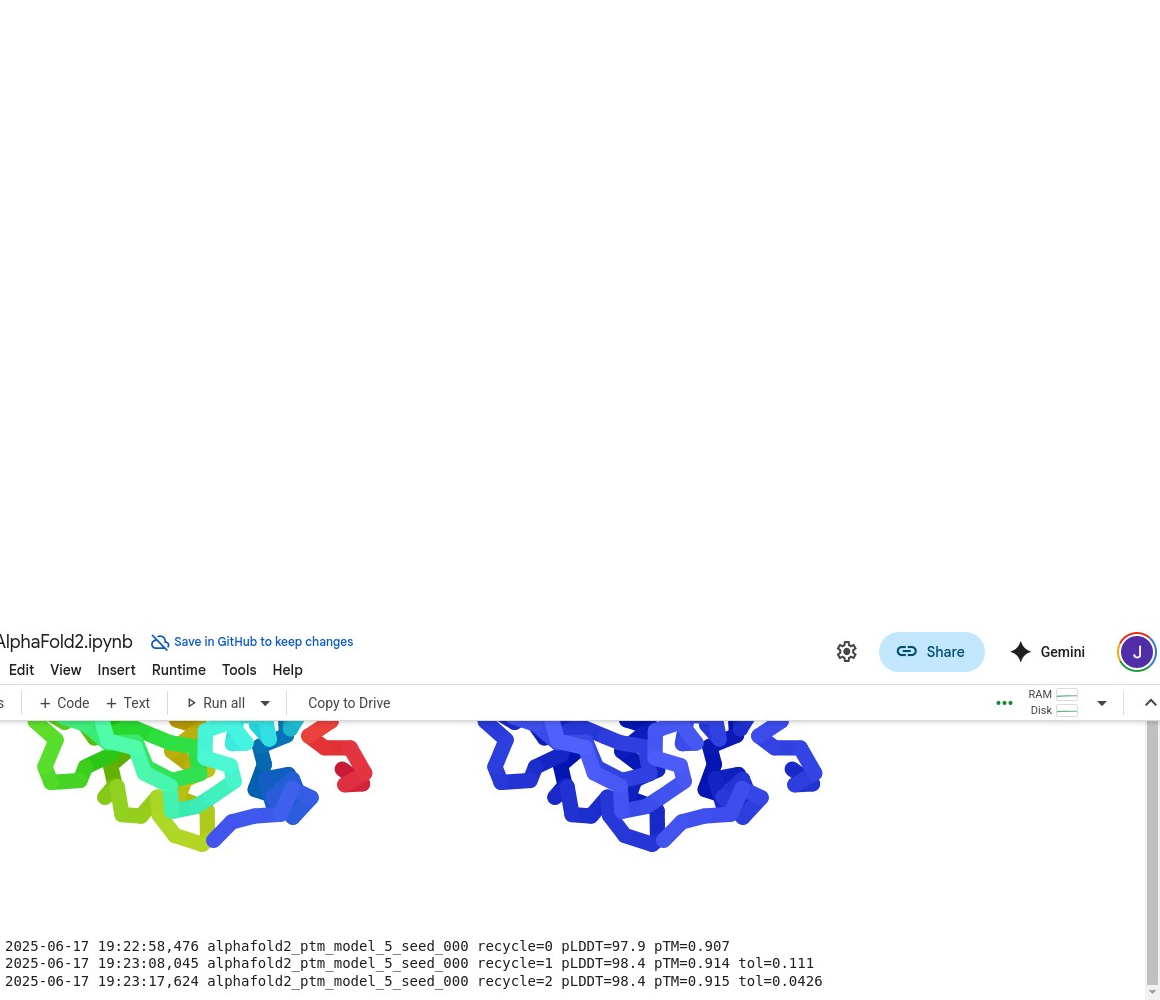 AlphaFold2.ipynb Save in GitHub to keep changes
Share Gemini J
Edit View Insert Runtime Tools Help
s + Code + Text Run all Copy to Drive RAM
Disk
2025-06-17 19:22:58,476 alphafold2_ptm_model_5_seed_000 recycle=0 pLDDT=97.9 pTM=0.907
2025-06-17 19:23:08,045 alphafold2_ptm_model_5_seed_000 recycle=1 pLDDT=98.4 pTM=0.914 tol=0.111
2025-06-17 19:23:17,624 alphafold2_ptm_model_5_seed_000 recycle=2 pLDDT=98.4 pTM=0.915 tol=0.0426